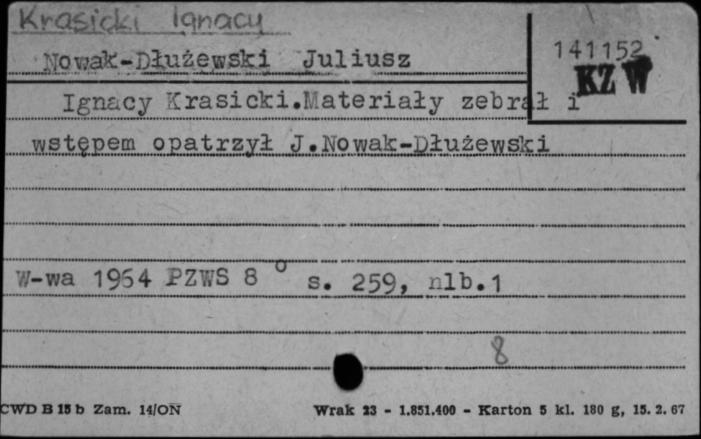 Krasicki Ignacy
Nowak-Dłużewski Juliusz
141152
KZ W
Ignacy Krasicki.Materiały zebrał i
wstępem opatrzył J.Nowak-Dłużewski
W-wa 1964 PZWS 8° s. 259, nlb.1
8
CWD B 15 b Zam. 14/ON Wrak 23 - 1.851.400 - Karton 5 kl. 180 g, 15. 2. 67